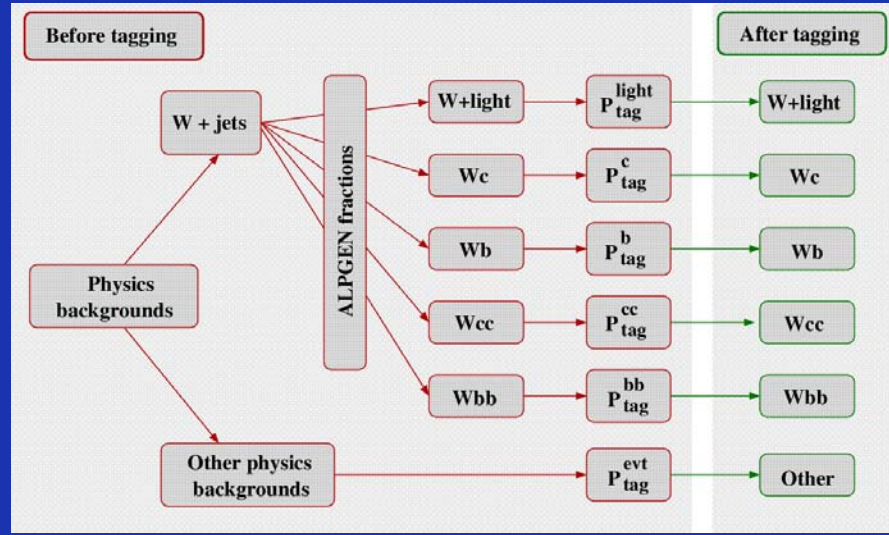 Before tagging
After tagging
W + jets
ALPGEN fractions
W+light
P tag light
W+light
Wc
P tag c
Wc
Physics
backgrounds
Wb
P tag b
Wb
Wcc
P tag cc
Wcc
Wbb
P tag bb
Wbb
Other physics
backgrounds
P tag evt
Other